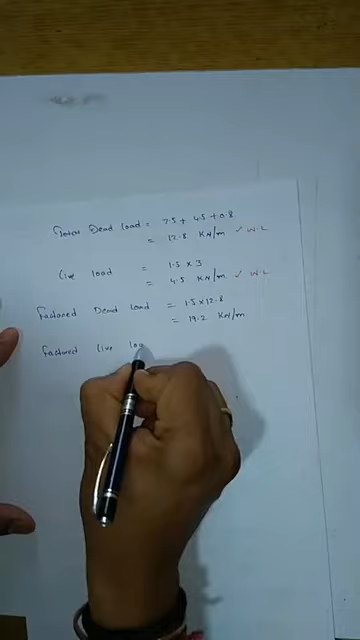 Total Dead load = 7.5 + 4.5 + 0.8
= 12.8 KN/m ✓ W.L
Live load = 1.5 x 3
= 4.5 KN/m ✓ W.L
Factored Dead load = 1.5 x 12.8
= 19.2 KN/m
Factored live loa